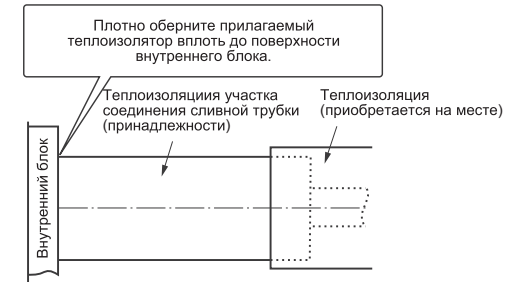 Плотно оберните прилагаемый
теплоизолятор вплоть до поверхности
внутреннего блока.
Теплоизоляциия участка
соединения сливной трубки
(принадлежности)
Теплоизоляция
(приобретается на месте)
Внутренний блок